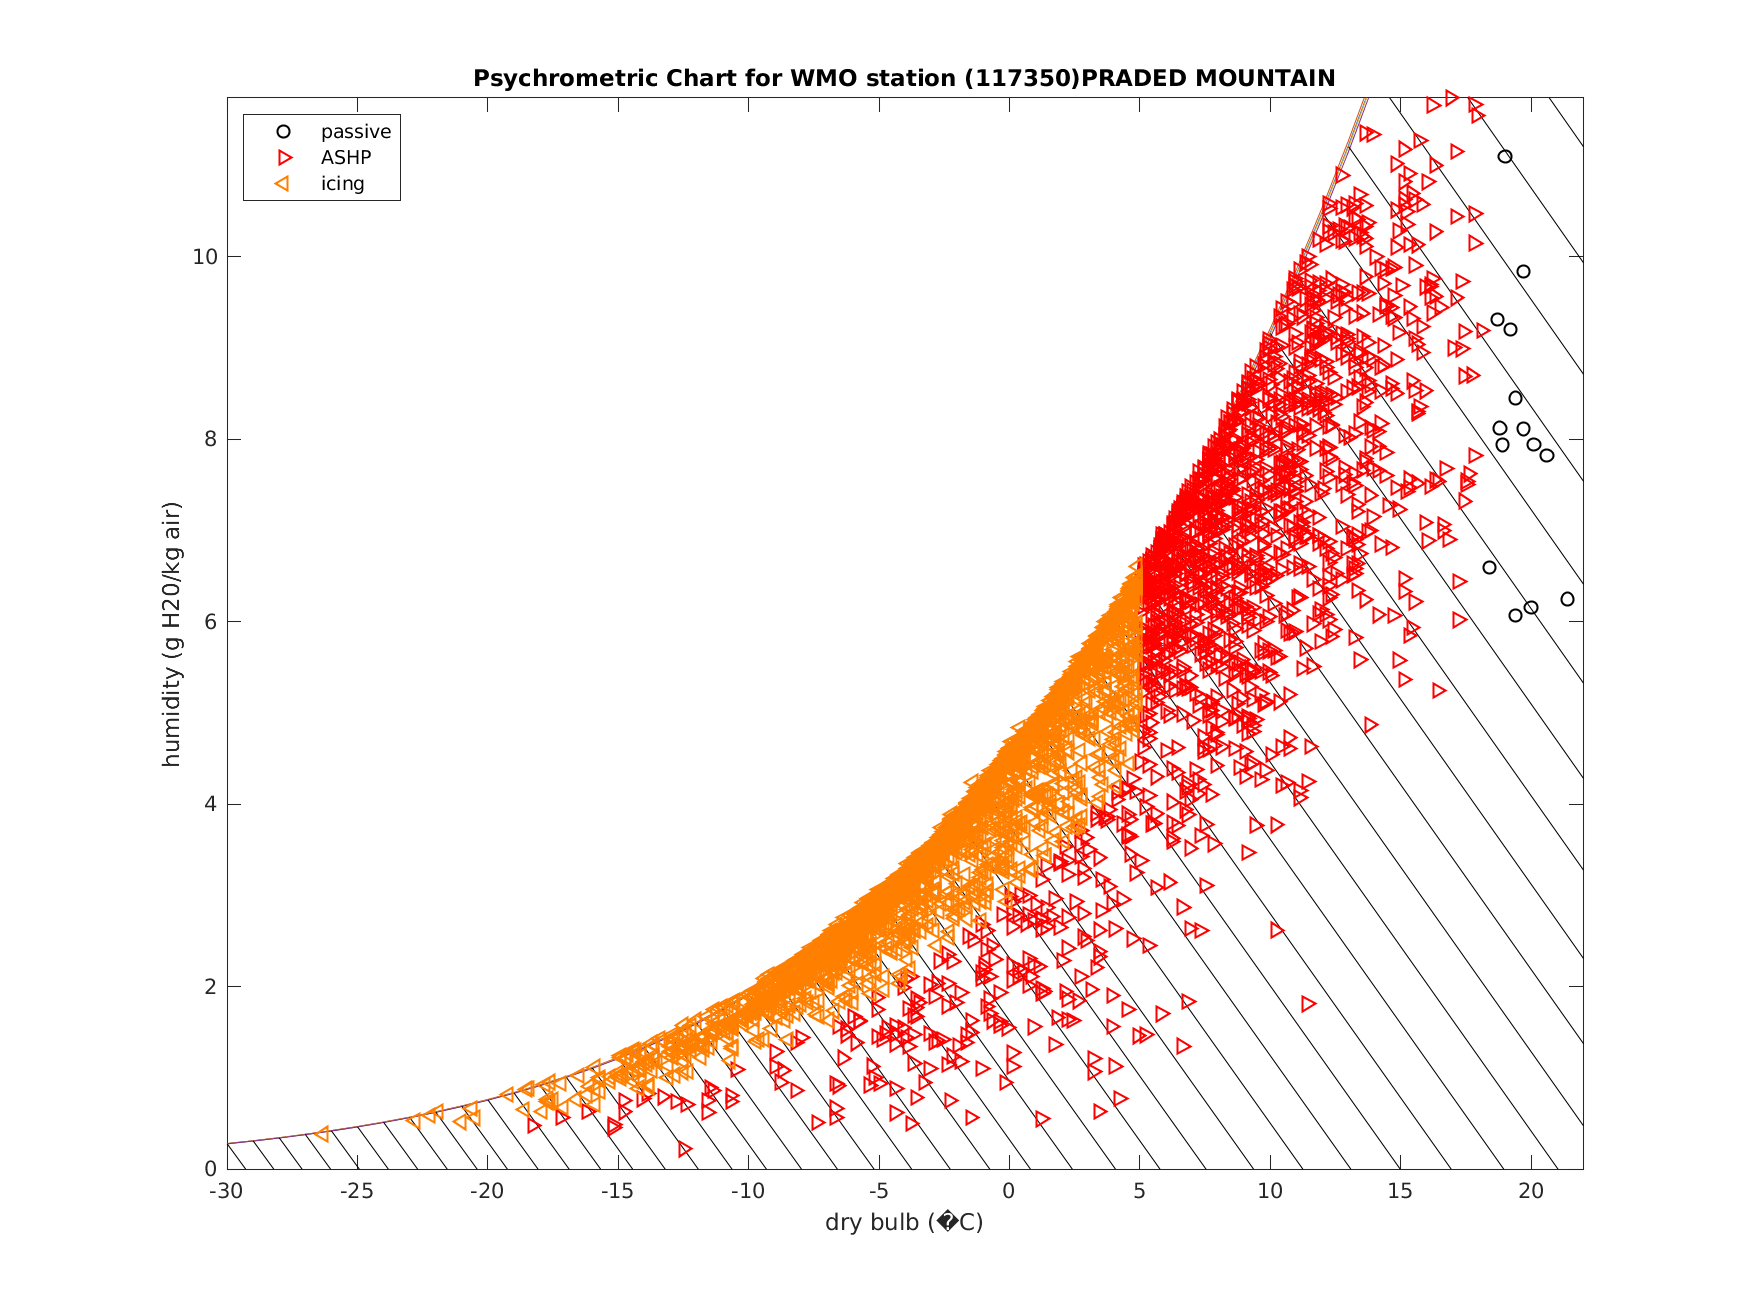 Psychrometric Chart for WMO station (117350)PRADED MOUNTAIN
passive
ASHP
icing
humidity (g H20/kg air)
10
8
6
4
2
0
-30 -25 -20 -15 -10 -5 0 5 10 15 20
dry bulb (�C)